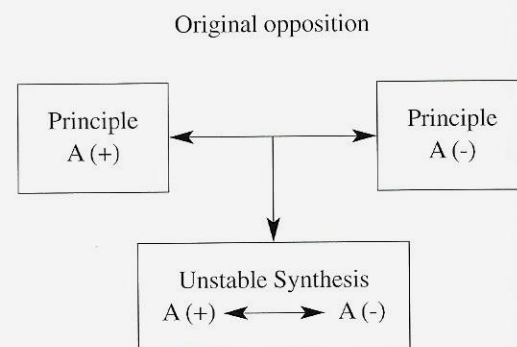 Original opposition
Principle
A (+)
Principle
A (-)
Unstable Synthesis
A (+) A (-)